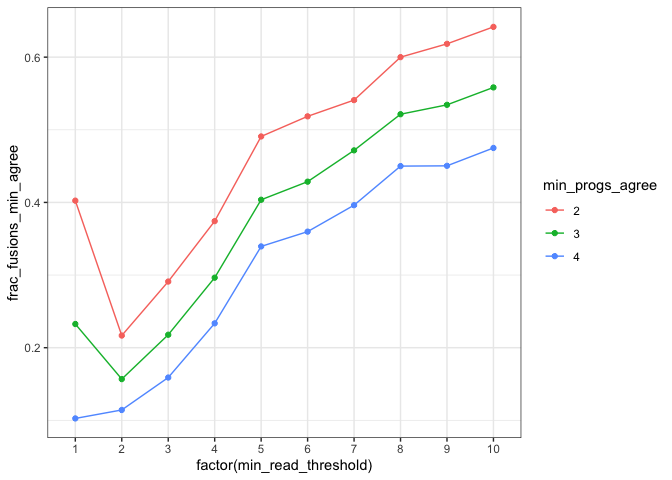 frac_fusions_min_agree
0.6
0.4
0.2
1 2 3 4 5 6 7 8 9 10
factor(min_read_threshold)
min_progs_agree
2
3
4